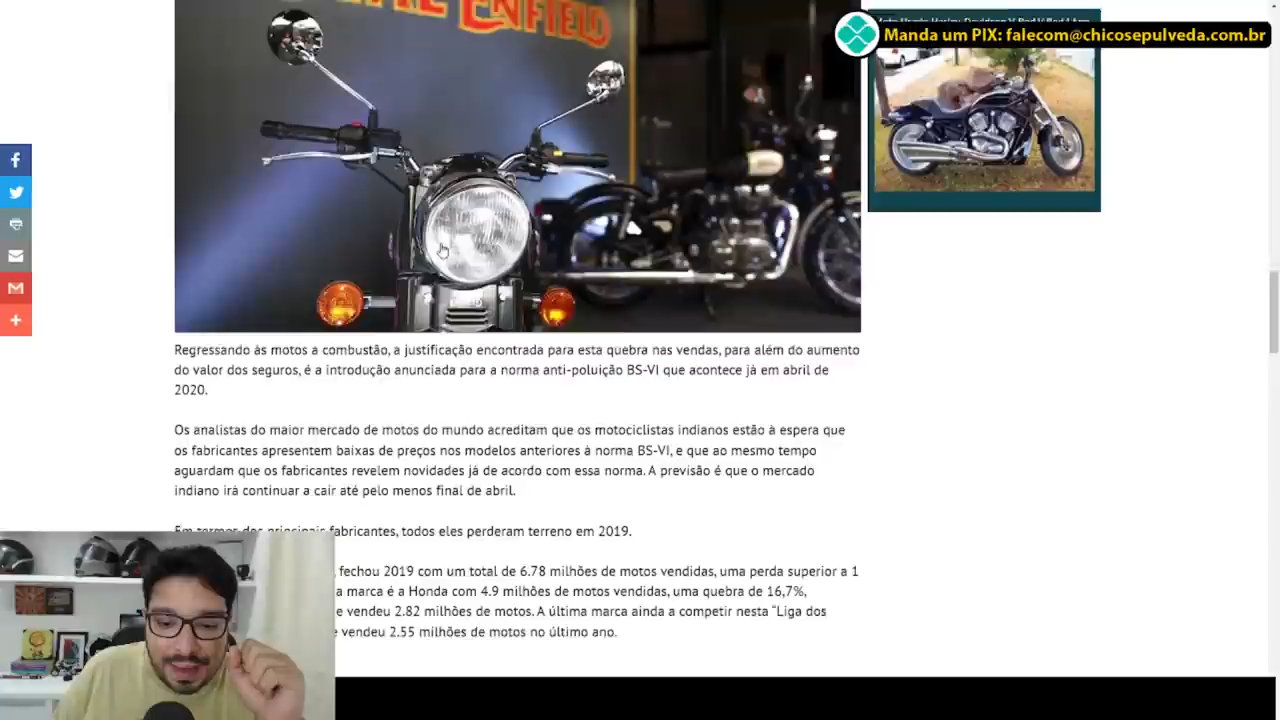 ENFIELD
Manda um PIX: falecom@chicosepulveda.com.br
Regressando às motos a combustão, a justificação encontrada para esta quebra nas vendas, para além do aumento
do valor dos seguros, é a introdução anunciada para a norma anti-poluição BS-VI que acontece já em abril de
2020.
Os analistas do maior mercado de motos do mundo acreditam que os motociclistas indianos estão à espera que
os fabricantes apresentem baixas de preços nos modelos anteriores à norma BS-VI, e que ao mesmo tempo
aguardam que os fabricantes revelem novidades já de acordo com essa norma. A previsão é que o mercado
indiano irá continuar a cair até pelo menos final de abril.
Em termos dos principais fabricantes, todos eles perderam terreno em 2019.
fechou 2019 com um total de 6.78 milhões de motos vendidas, uma perda superior a 1
a marca é a Honda com 4.9 milhões de motos vendidas, uma quebra de 16,7%,
e vendeu 2.82 milhões de motos. A última marca ainda a competir nesta “Liga dos
vendeu 2.55 milhões de motos no último ano.